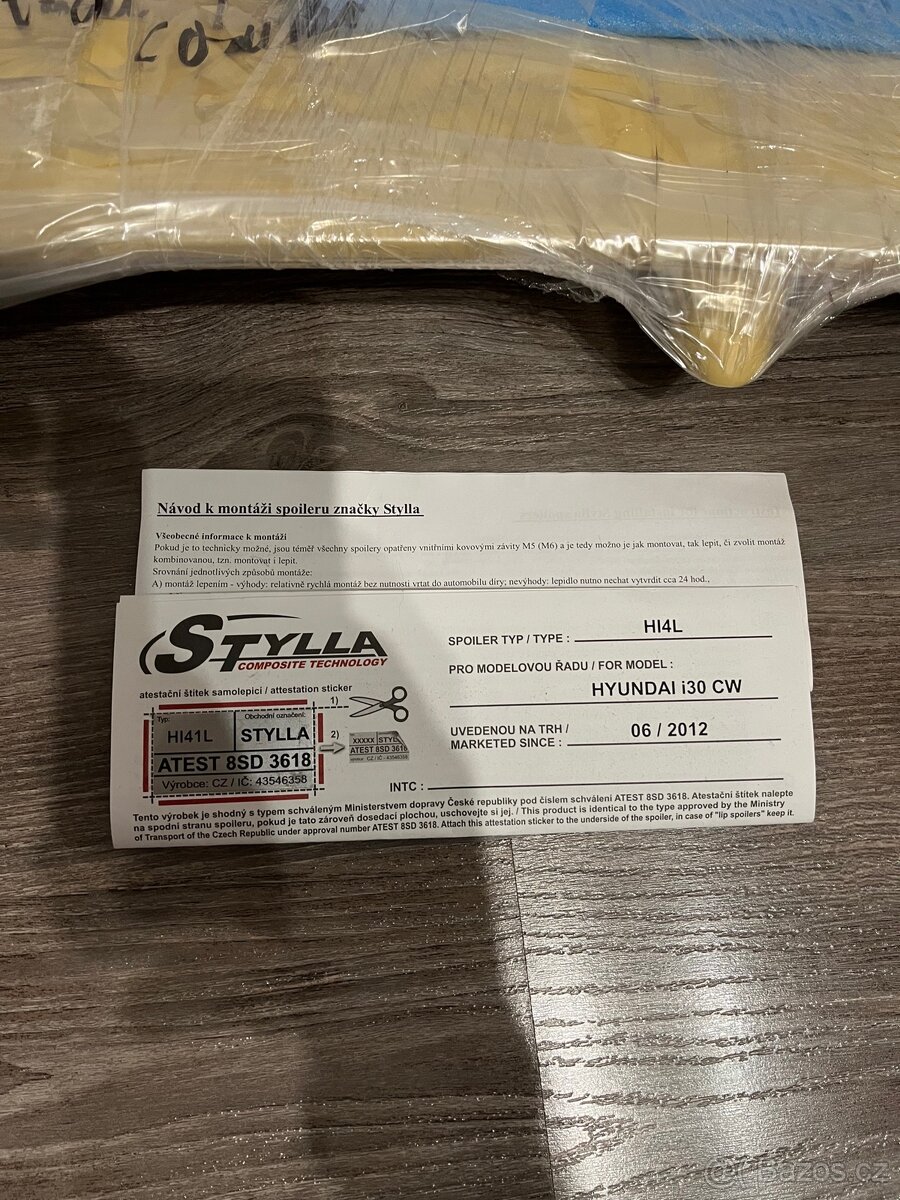 Návod k montáži spoileru značky Stylla
Všeobecné informace k montáži
Pokud je to technicky možné, jsou téměř všechny spoilery opatřeny vnitřními kovovými závity M5 (M6) a je tedy možno je jak montovat, tak lepit, či zvolit montáž
kombinovanou, tzn. montovat i lepit.
Srovnání jednotlivých způsobů montáže:
A) montáž lepením - výhody: relativně rychlá montáž bez nutnosti vrtat do automobilu díry; nevýhody: lepidlo nutno nechat vytvrdit cca 24 hod.,
STYLLA
COMPOSITE TECHNOLOGY
atestační štítek samolepící / attestation sticker
1)
Typ:
Obchodní označení:
HI41L
STYLLA
ATEST 8SD 3618
Výrobce: CZ / IČ: 43546358
2)
XXXXX STYL
ATEST 8SD 3618
CZ / IČ: 43546358
SPOILER TYP / TYPE : HI4L
PRO MODELOVOU ŘADU / FOR MODEL :
HYUNDAI i30 CW
UVEDENOU NA TRH /
MARKETED SINCE : 06 / 2012
INTC :
Tento výrobek je shodný s typem schváleným Ministerstvem dopravy České republiky pod číslem schválení ATEST 8SD 3618. Atestační štítek nalepte
na spodní stranu spoileru, pokud je tato zároveň dosedací plochou, uschovejte si jej. / This product is identical to the type approved by the Ministry
of Transport of the Czech Republic under approval number ATEST 8SD 3618. Attach this attestation sticker to the underside of the spoiler, in case of "lip spoilers" keep it.
Bazos.cz